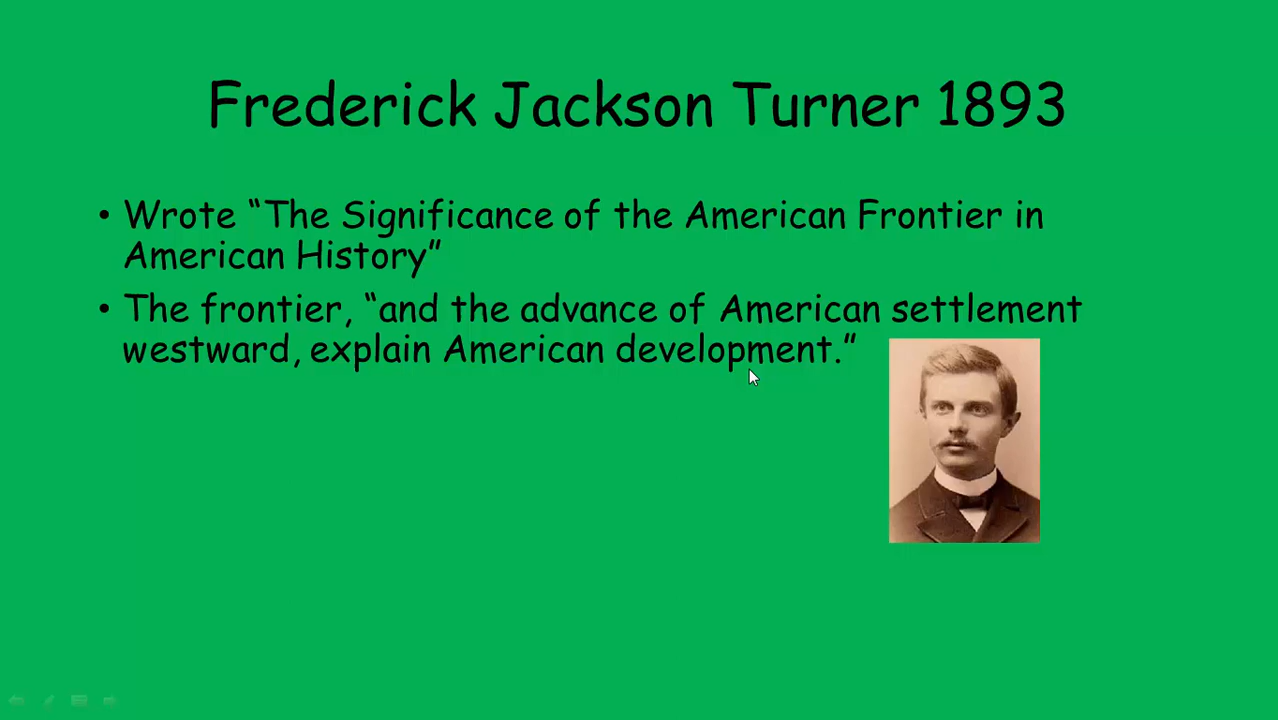 Frederick Jackson Turner 1893
• Wrote “The Significance of the American Frontier in
American History”
• The frontier, “and the advance of American settlement
westward, explain American development.”